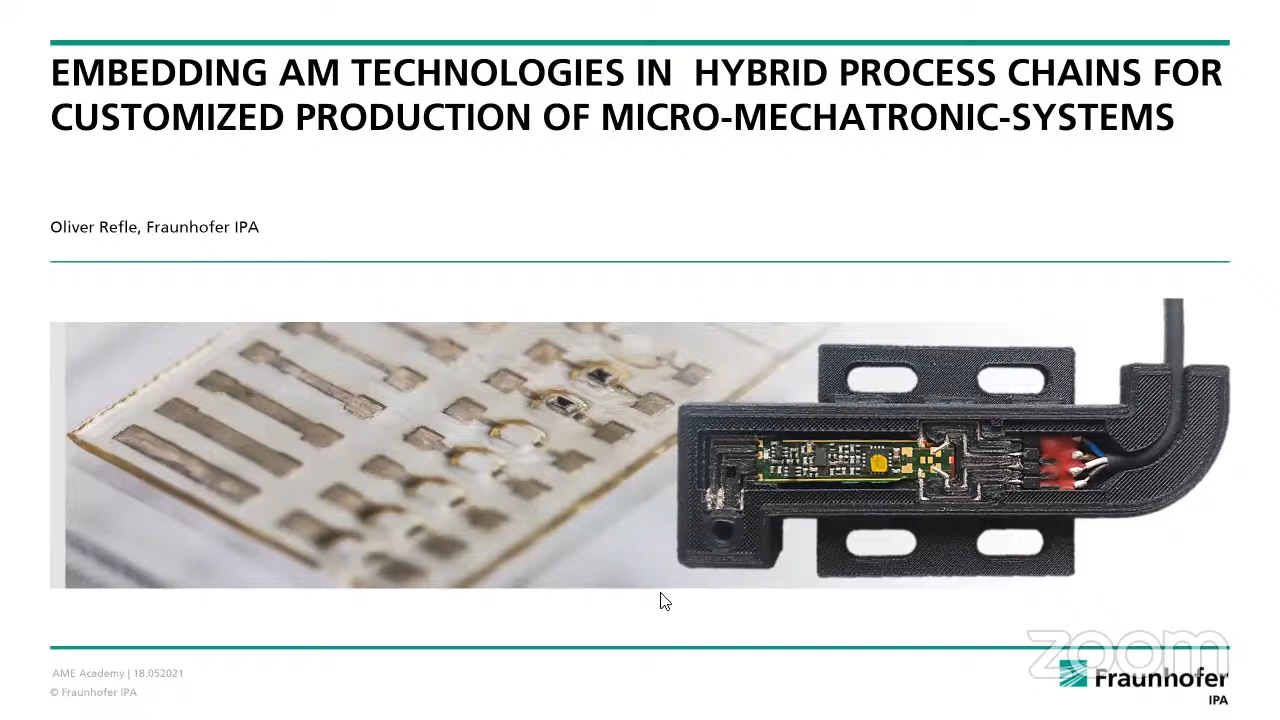 EMBEDDING AM TECHNOLOGIES IN HYBRID PROCESS CHAINS FOR
CUSTOMIZED PRODUCTION OF MICRO-MECHATRONIC-SYSTEMS
Oliver Refle, Fraunhofer IPA
AME Academy | 18.052021
© Fraunhofer IPA
zoom
Fraunhofer
IPA